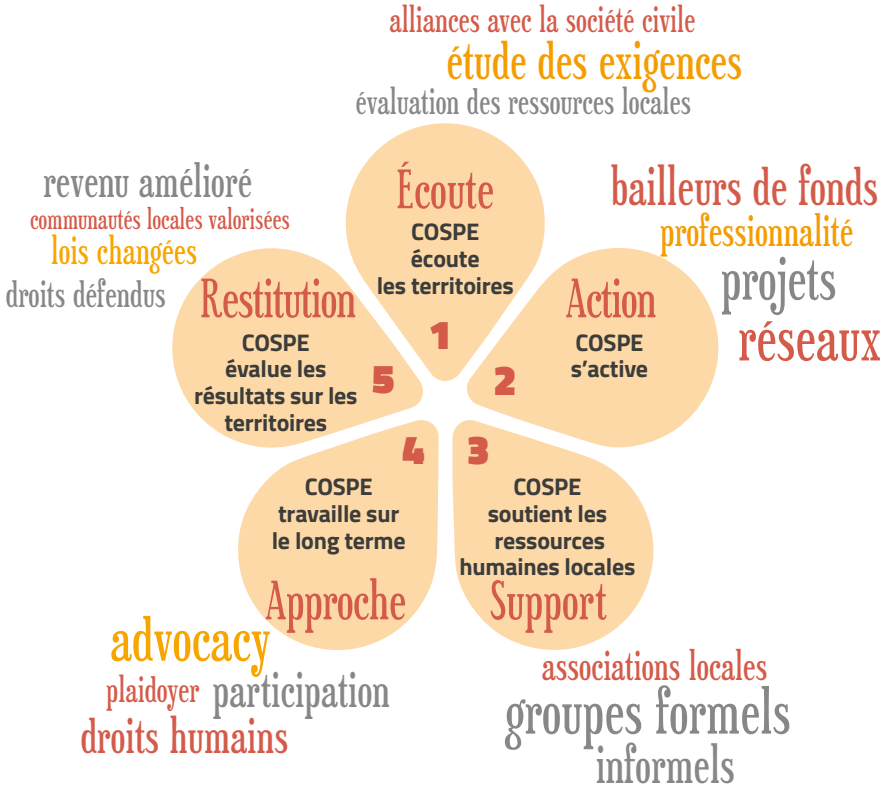 alliances avec la société civile
étude des exigences
évaluation des ressources locales
Écoute
COSPE
écoute
les territoires
1
bailleurs de fonds
professionnalité
projets
réseaux
Action
COSPE
s’active
2
3
COSPE
soutient les
ressources
humaines locales
Support
associations locales
groupes formels
informels
4
COSPE
travaille sur
le long terme
Approche
advocacy
plaidoyer participation
droits humains
revenu amélioré
communautés locales valorisées
lois changées
droits défendus
Restitution
COSPE
évalue les
résultats sur les
territoires
5